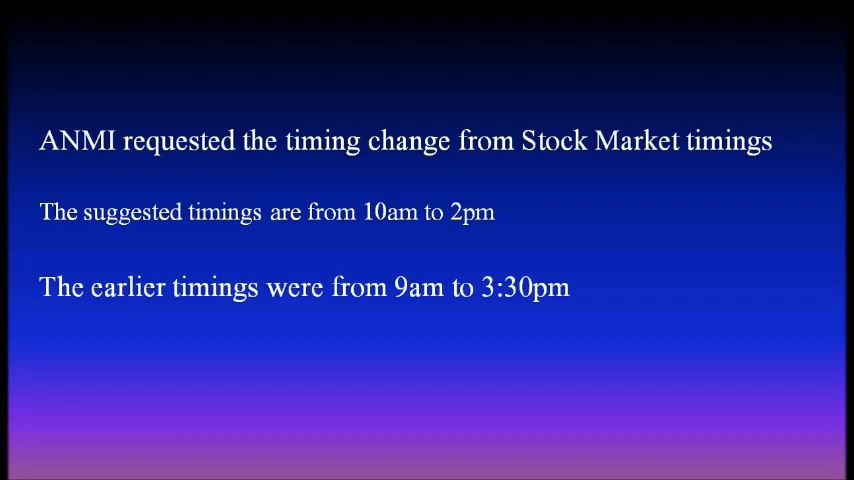 ANMI requested the timing change from Stock Market timings
The suggested timings are from 10am to 2pm
The earlier timings were from 9am to 3:30pm